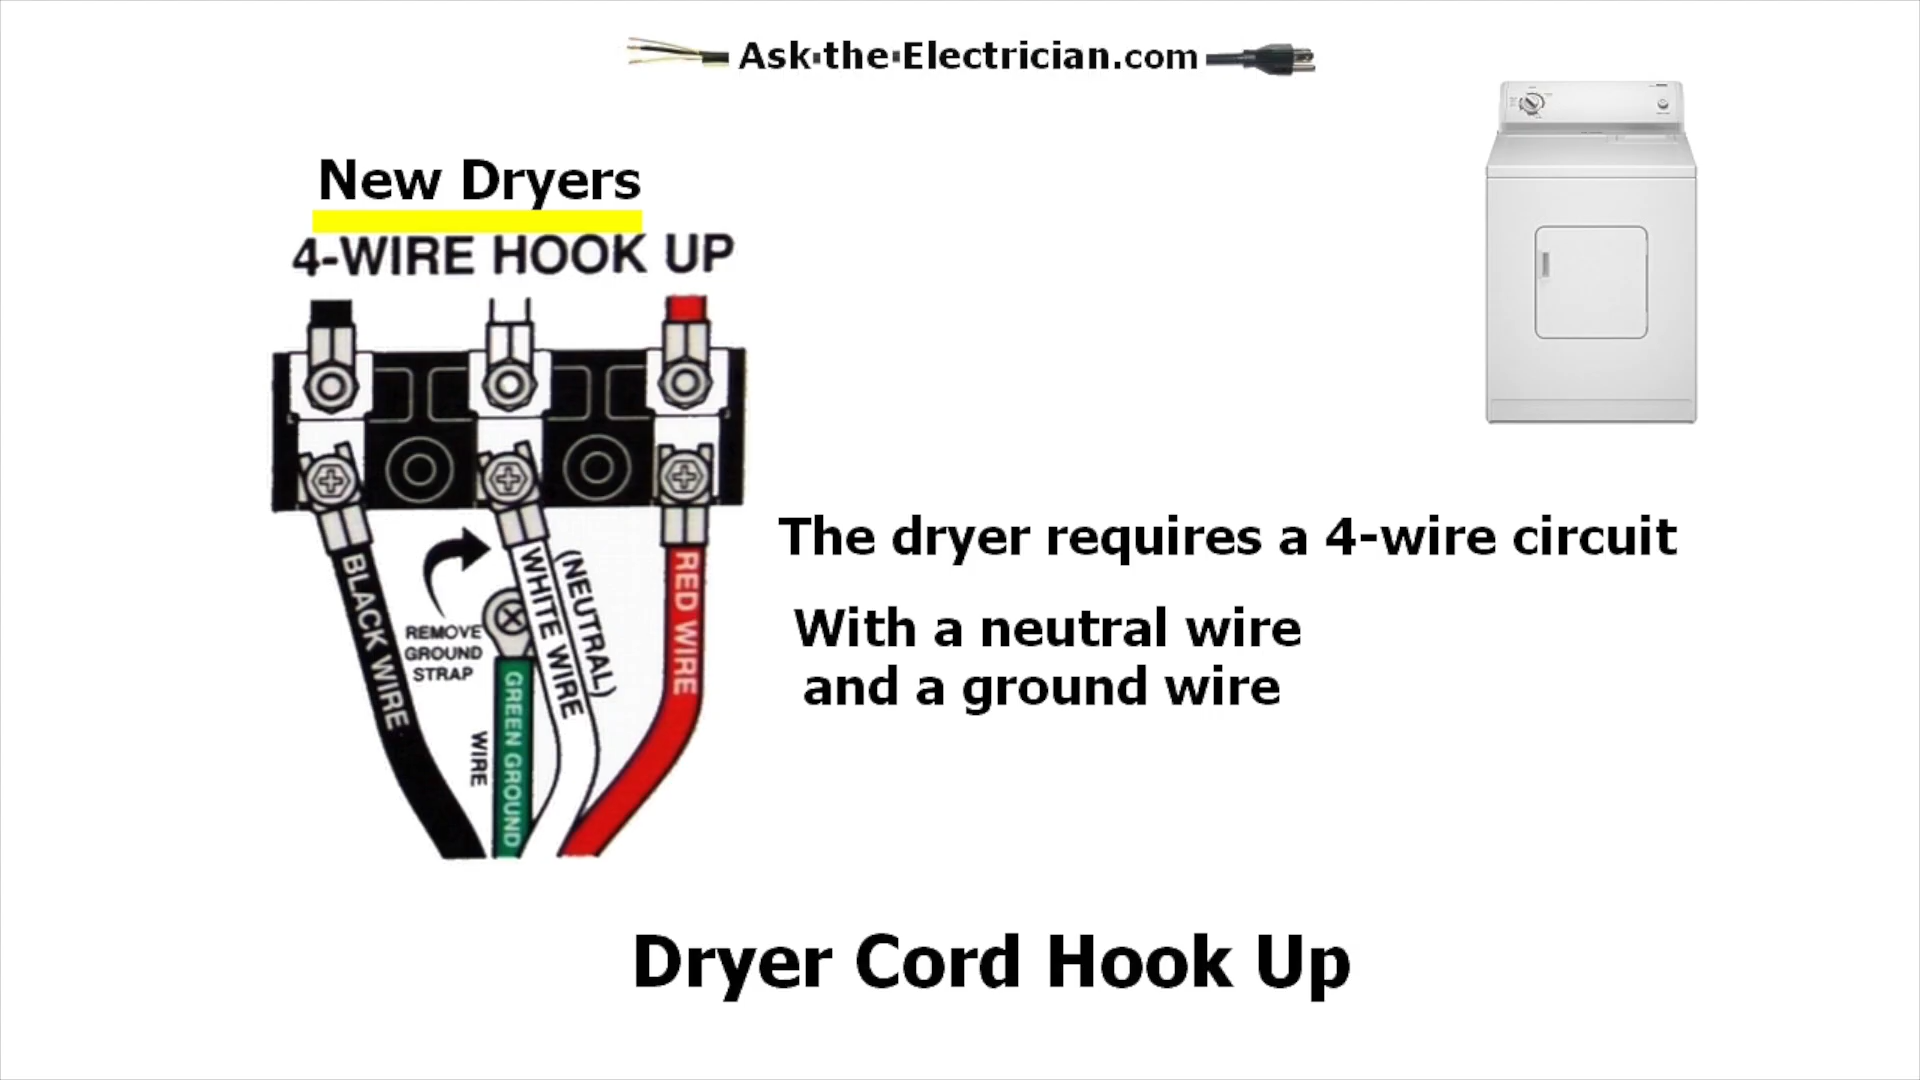 Ask-the-Electrician.com
New Dryers
4-WIRE HOOK UP
BLACK WIRE
REMOVE
GROUND
STRAP
GREEN GROUND
WIRE
WHITE WIRE
(NEUTRAL)
RED WIRE
The dryer requires a 4-wire circuit
With a neutral wire
and a ground wire
Dryer Cord Hook Up